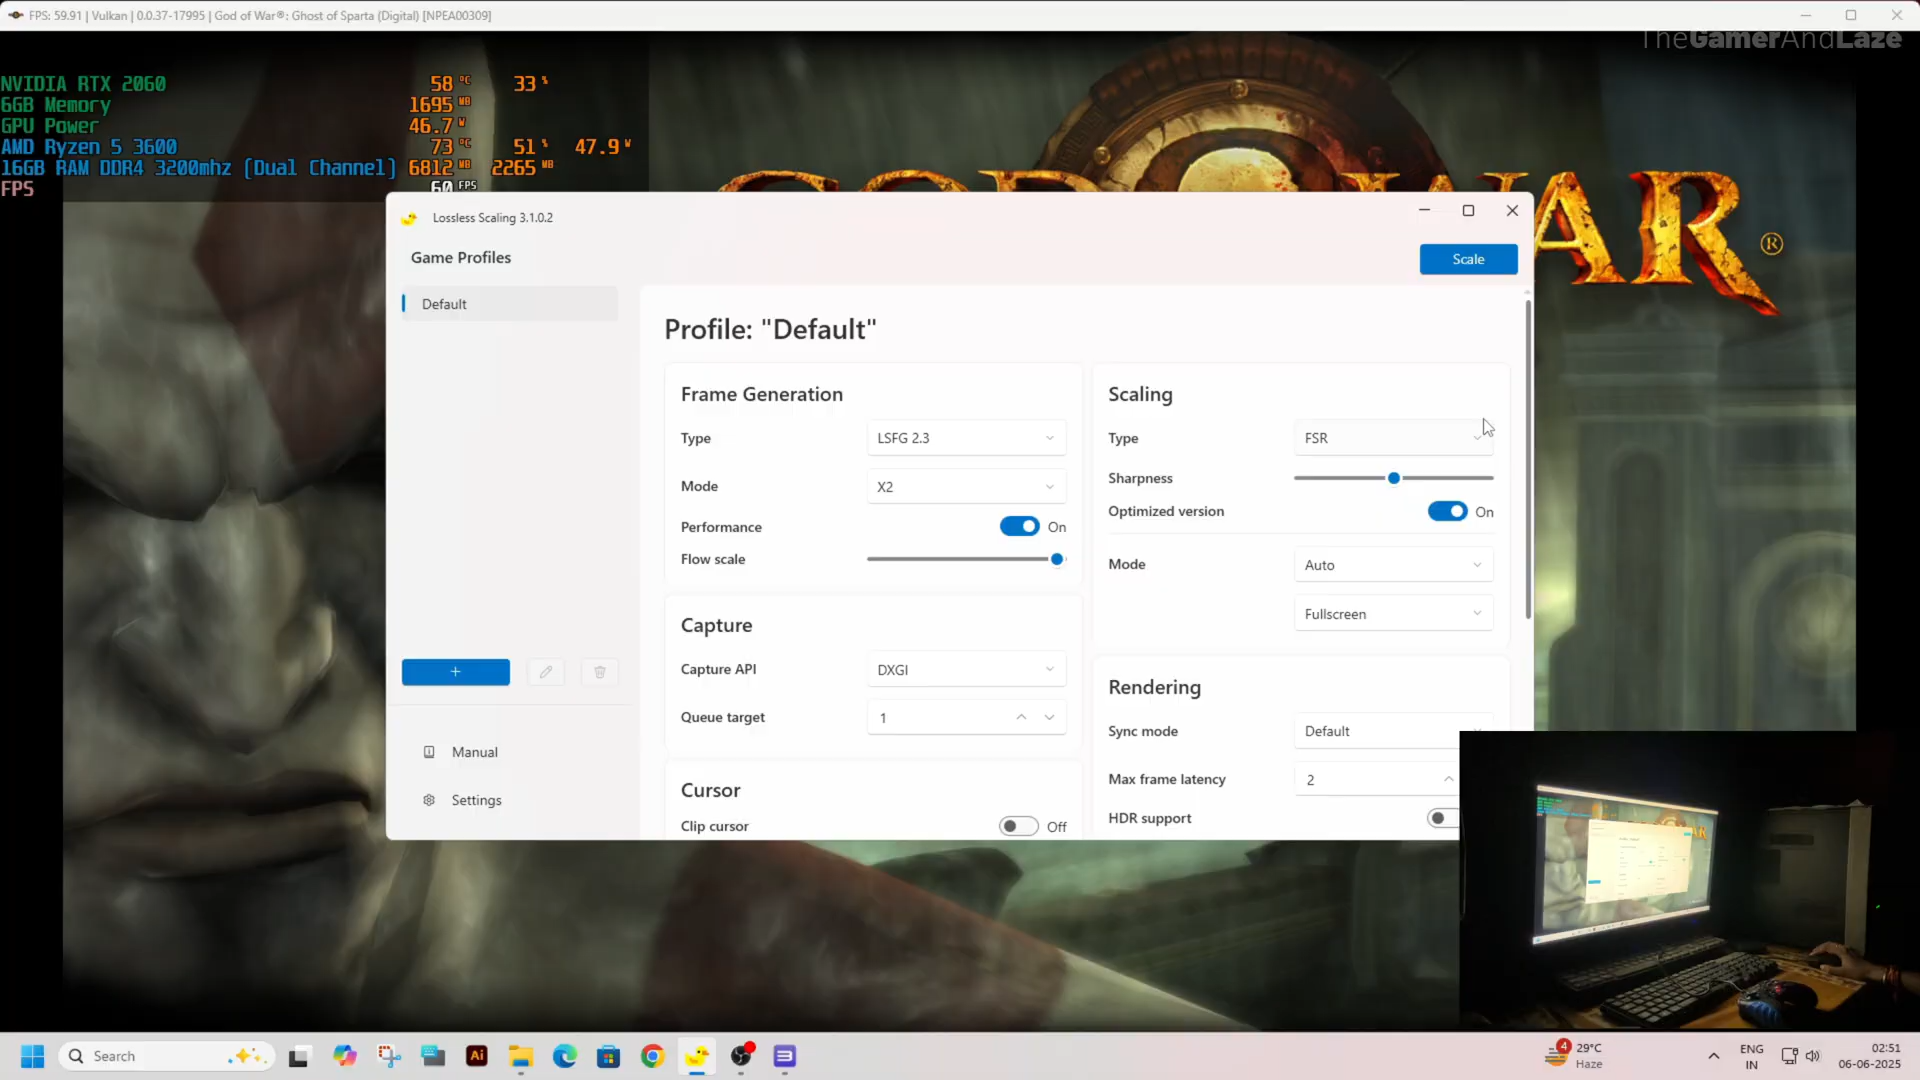 FPS: 59.91 | Vulkan | 0.0.37-17995 | God of War®: Ghost of Sparta (Digital) [NPEA00309]
TheGamerAndLaze
NVIDIA RTX 2060 58 °C 33 %
6GB Memory 1695 MB
GPU Power 46.7 W
AMD Ryzen 5 3600 73 °C 51 % 47.9 W
16GB RAM DDR4 3200mhz (Dual Channel) 6812 MB 2265 MB
FPS 60 FPS
GOD WAR ®
Lossless Scaling 3.1.0.2
Game Profiles
Scale
Default
Profile: "Default"
Frame Generation
Type LSFG 2.3
Mode X2
Performance On
Flow scale
Capture
Capture API DXGI
Queue target 1
Cursor
Clip cursor Off
Scaling
Type FSR
Sharpness
Optimized version On
Mode Auto
Fullscreen
Rendering
Sync mode Default
Max frame latency 2
HDR support
+
Manual
Settings
Search
Ai
4
29°C
Haze
ENG
IN
02:51
06-06-2025